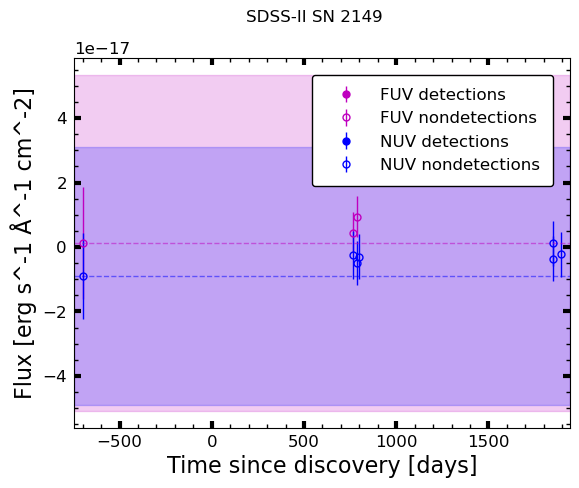 SDSS-II SN 2149
1e−17
FUV detections
FUV nondetections
NUV detections
NUV nondetections
4
2
0
−2
−4
Flux [erg s^-1 Å^-1 cm^-2]
−500
0
500
1000
1500
Time since discovery [days]